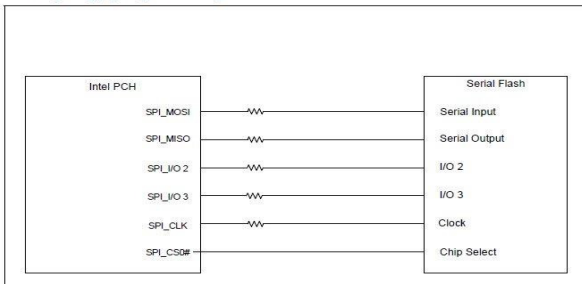 Intel PCH
Serial Flash
SPI_MOSI
Serial Input
SPI_MISO
Serial Output
SPI_I/O 2
I/O 2
SPI_I/O 3
I/O 3
SPI_CLK
Clock
SPI_CS0#
Chip Select